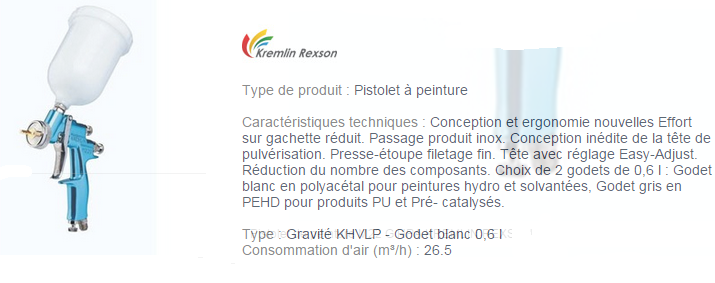 Kremlin Rexson
Type de produit : Pistolet à peinture
Caractéristiques techniques : Conception et ergonomie nouvelles Effort
sur gachette réduit. Passage produit inox. Conception inédite de la tête de
pulvérisation. Presse-étoupe filetage fin. Tête avec réglage Easy-Adjust.
Réduction du nombre des composants. Choix de 2 godets de 0,6 l : Godet
blanc en polyacétal pour peintures hydro et solvantées, Godet gris en
PEHD pour produits PU et Pré- catalysés.
Type : Gravité KHVLP - Godet blanc 0,6 l
Consommation d'air (m³/h) : 26.5